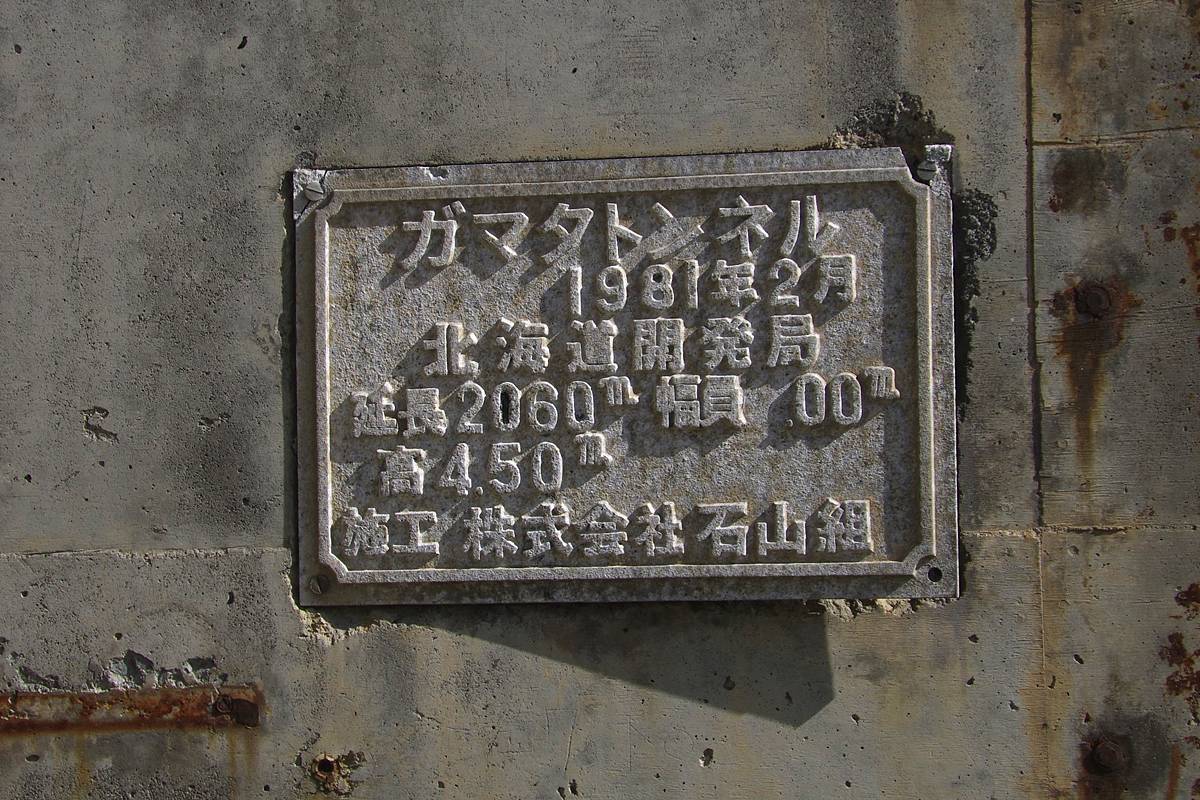 ガマタトンネル
1981年2月
北海道開発局
延長2060m 幅員 .00m
高4.50m
施工 株式会社石山組